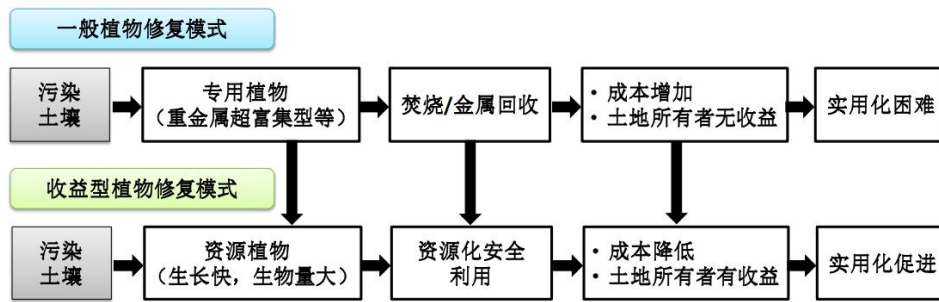 一般植物修复模式
污染
土壤
专用植物
（重金属超富集型等）
焚烧/金属回收
• 成本增加
• 土地所有者无收益
实用化困难
收益型植物修复模式
污染
土壤
资源植物
（生长快，生物量大）
资源化安全
利用
• 成本降低
• 土地所有者有收益
实用化促进